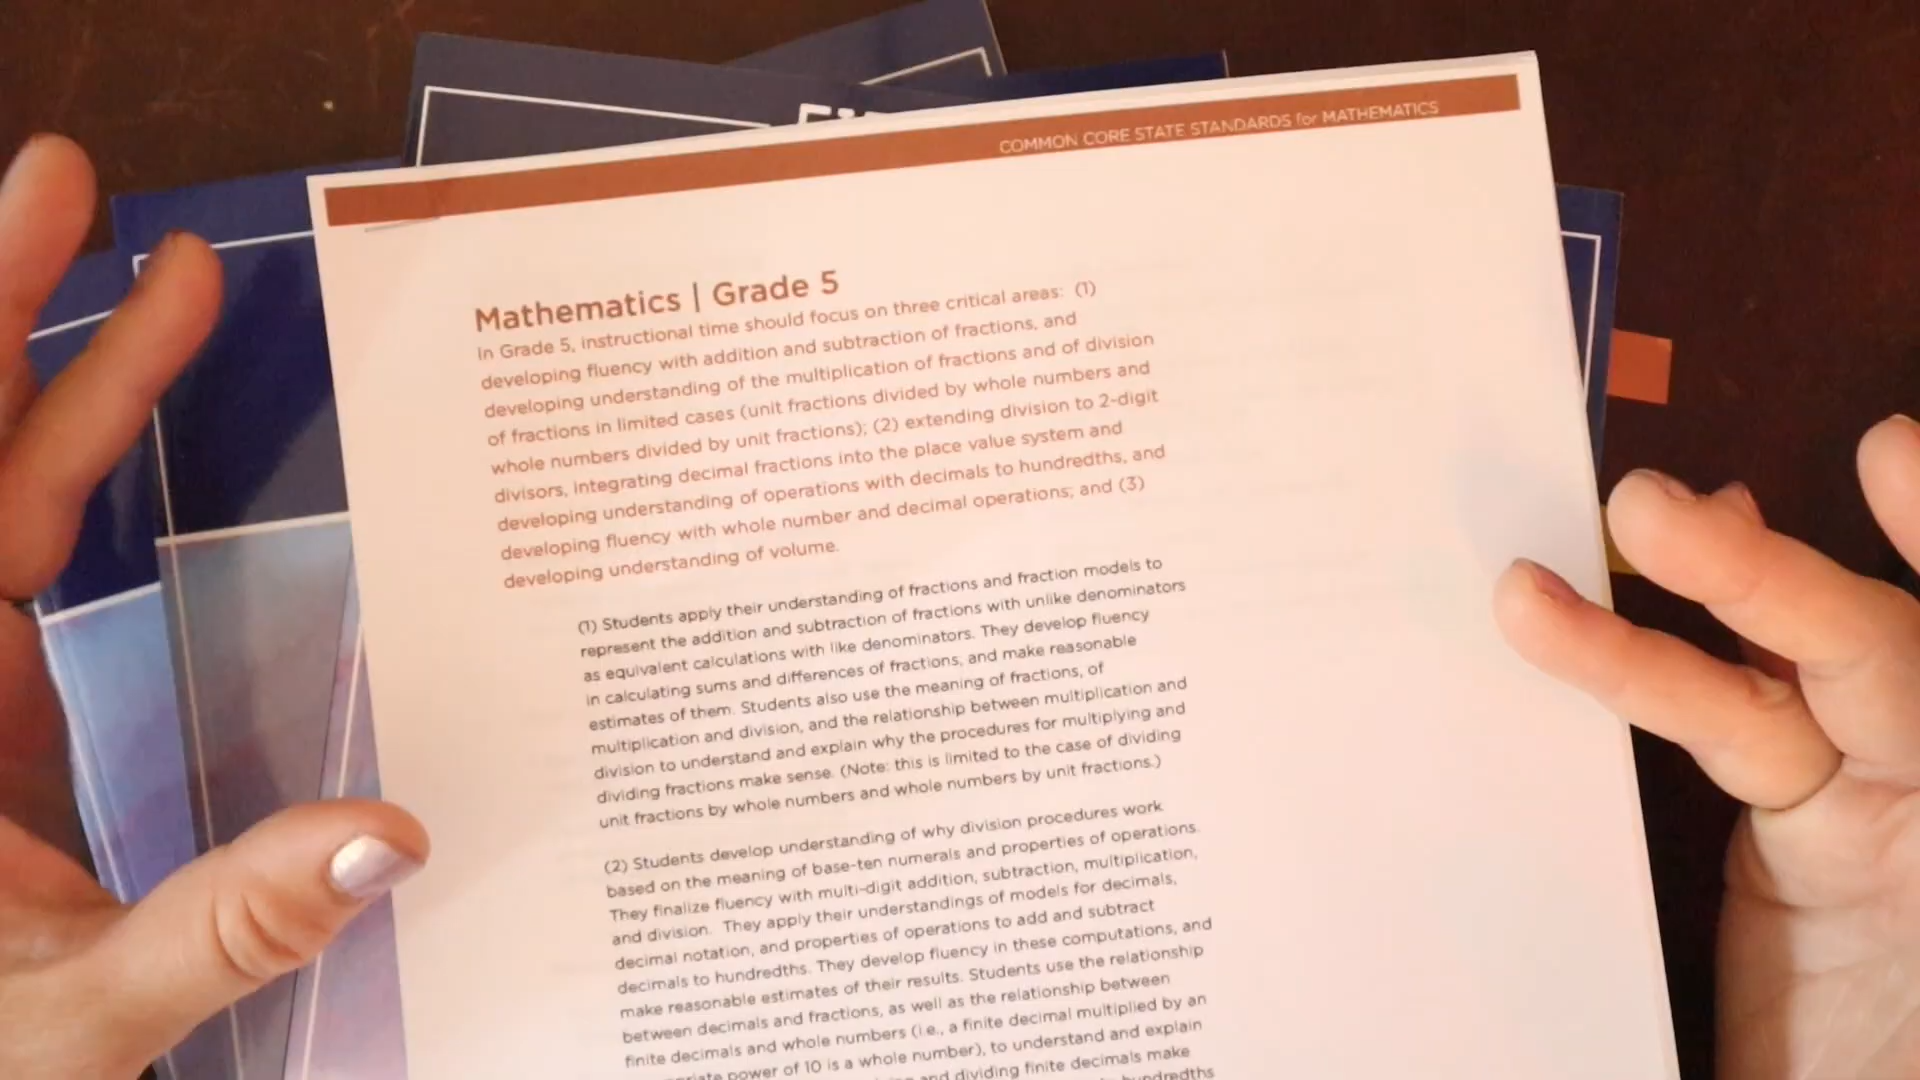 COMMON CORE STATE STANDARDS for MATHEMATICS
Mathematics | Grade 5
In Grade 5, instructional time should focus on three critical areas: (1)
developing fluency with addition and subtraction of fractions, and
developing understanding of the multiplication of fractions and of division
of fractions in limited cases (unit fractions divided by whole numbers and
whole numbers divided by unit fractions); (2) extending division to 2-digit
divisors, integrating decimal fractions into the place value system and
developing understanding of operations with decimals to hundredths, and
developing fluency with whole number and decimal operations; and (3)
developing understanding of volume.
(1) Students apply their understanding of fractions and fraction models to
represent the addition and subtraction of fractions with unlike denominators
as equivalent calculations with like denominators. They develop fluency
in calculating sums and differences of fractions, and make reasonable
estimates of them. Students also use the meaning of fractions, of
multiplication and division, and the relationship between multiplication and
division to understand and explain why the procedures for multiplying and
dividing fractions make sense. (Note: this is limited to the case of dividing
unit fractions by whole numbers and whole numbers by unit fractions.)
(2) Students develop understanding of why division procedures work
based on the meaning of base-ten numerals and properties of operations.
They finalize fluency with multi-digit addition, subtraction, multiplication,
and division. They apply their understandings of models for decimals,
decimal notation, and properties of operations to add and subtract
decimals to hundredths. They develop fluency in these computations, and
make reasonable estimates of their results. Students use the relationship
between decimals and fractions, as well as the relationship between
finite decimals and whole numbers (i.e., a finite decimal multiplied by an
power of 10 is a whole number), to understand and explain
and dividing finite decimals make
hundredths